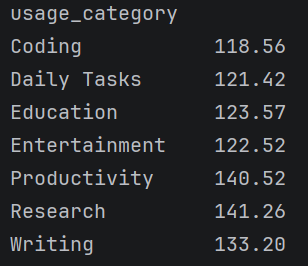 usage_category
Coding 118.56
Daily Tasks 121.42
Education 123.57
Entertainment 122.52
Productivity 140.52
Research 141.26
Writing 133.20